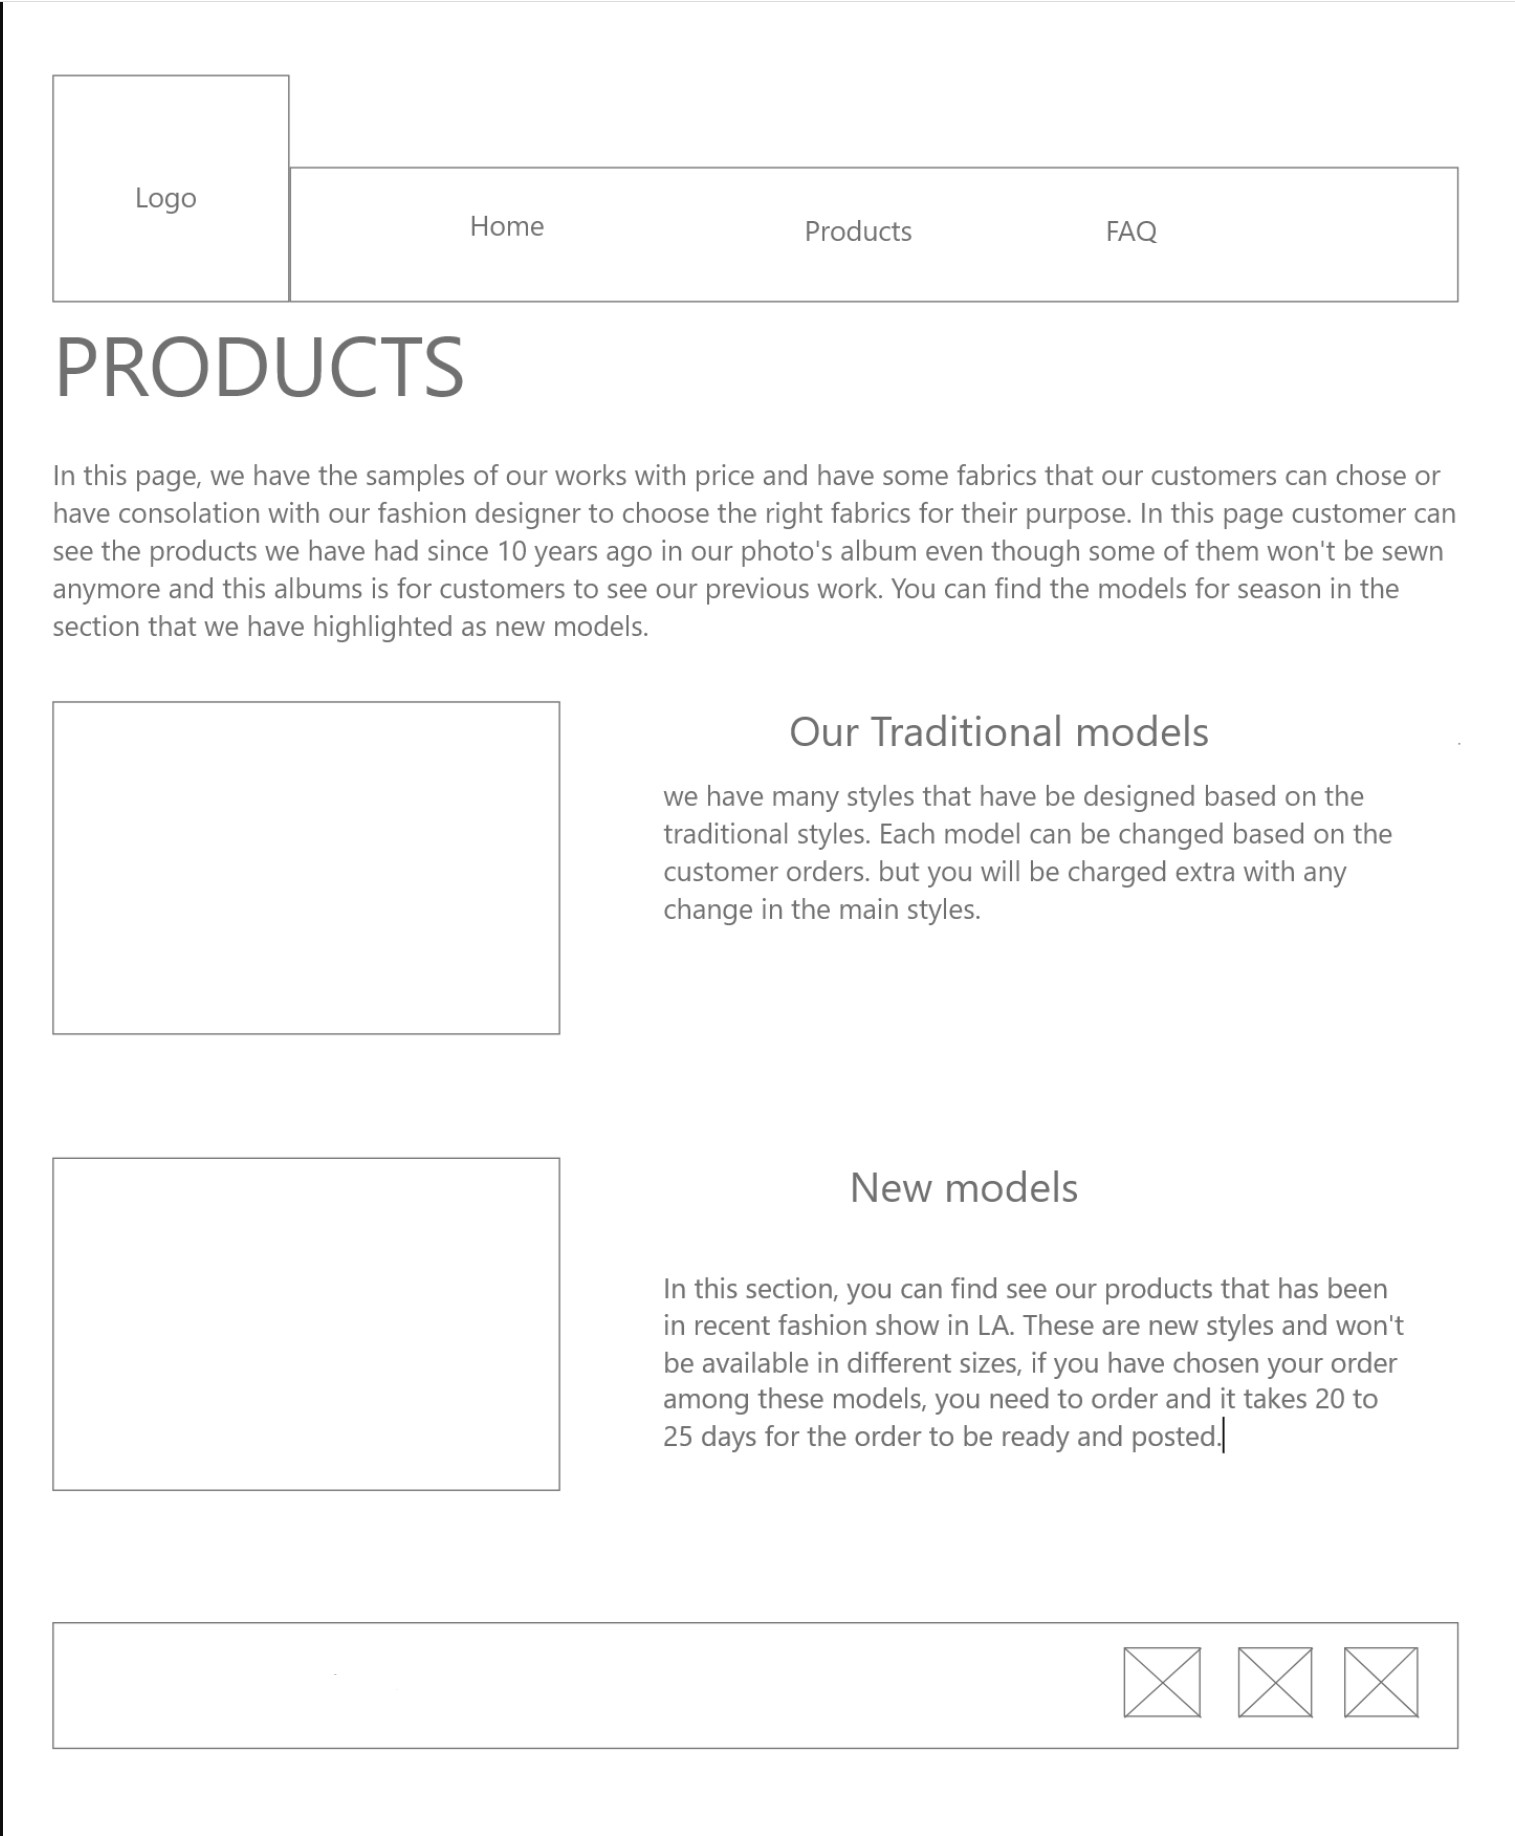 Logo
Home
Products
FAQ
PRODUCTS
In this page, we have the samples of our works with price and have some fabrics that our customers can chose or
have consolation with our fashion designer to choose the right fabrics for their purpose. In this page customer can
see the products we have had since 10 years ago in our photo's album even though some of them won't be sewn
anymore and this albums is for customers to see our previous work. You can find the models for season in the
section that we have highlighted as new models.
Our Traditional models
we have many styles that have be designed based on the
traditional styles. Each model can be changed based on the
customer orders. but you will be charged extra with any
change in the main styles.
New models
In this section, you can find see our products that has been
in recent fashion show in LA. These are new styles and won't
be available in different sizes, if you have chosen your order
among these models, you need to order and it takes 20 to
25 days for the order to be ready and posted.